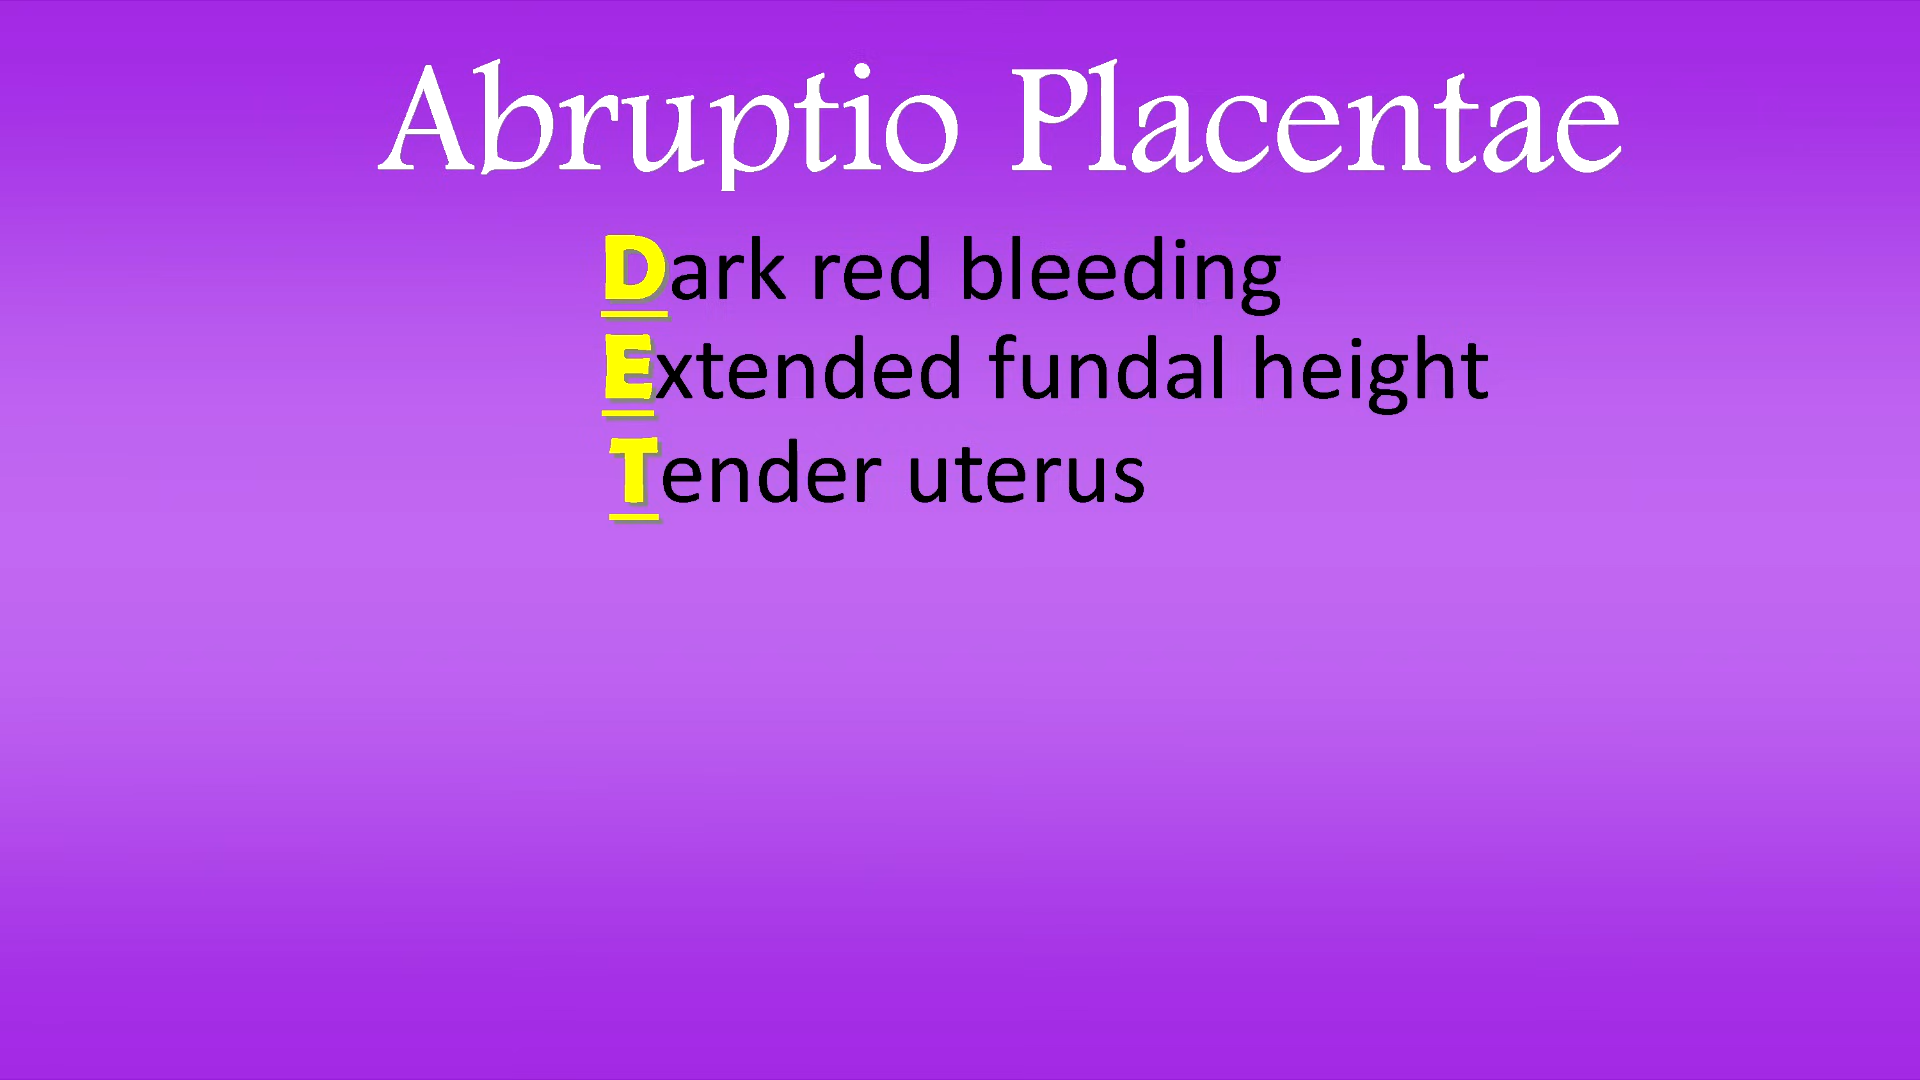 Abruptio Placentae
Dark red bleeding
Extended fundal height
Tender uterus